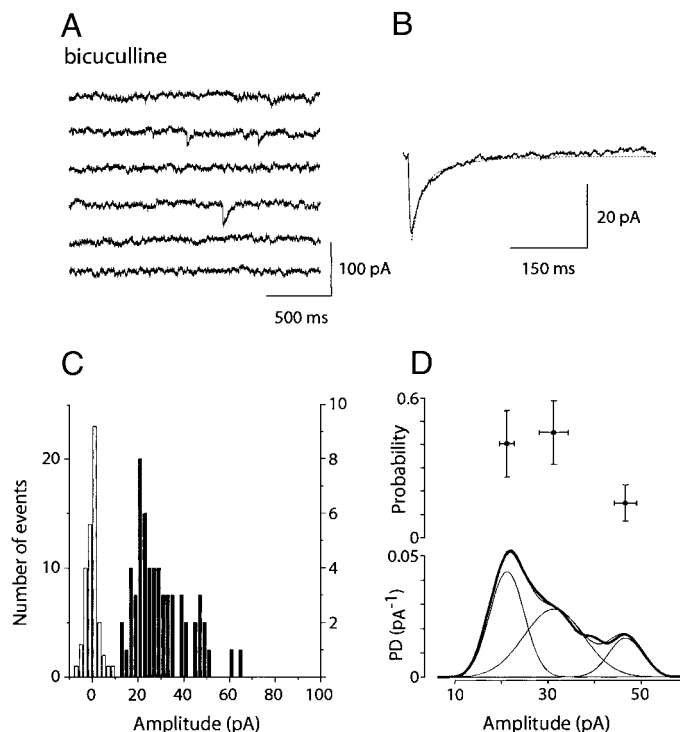 A
bicuculline
100 pA
500 ms
B
20 pA
150 ms
C
Number of events
20
10
0
10
8
6
4
2
0 20 40 60 80 100
Amplitude (pA)
D
Probability
0.6
0
PD (pA⁻¹)
0.05
0
10 30 50
Amplitude (pA)